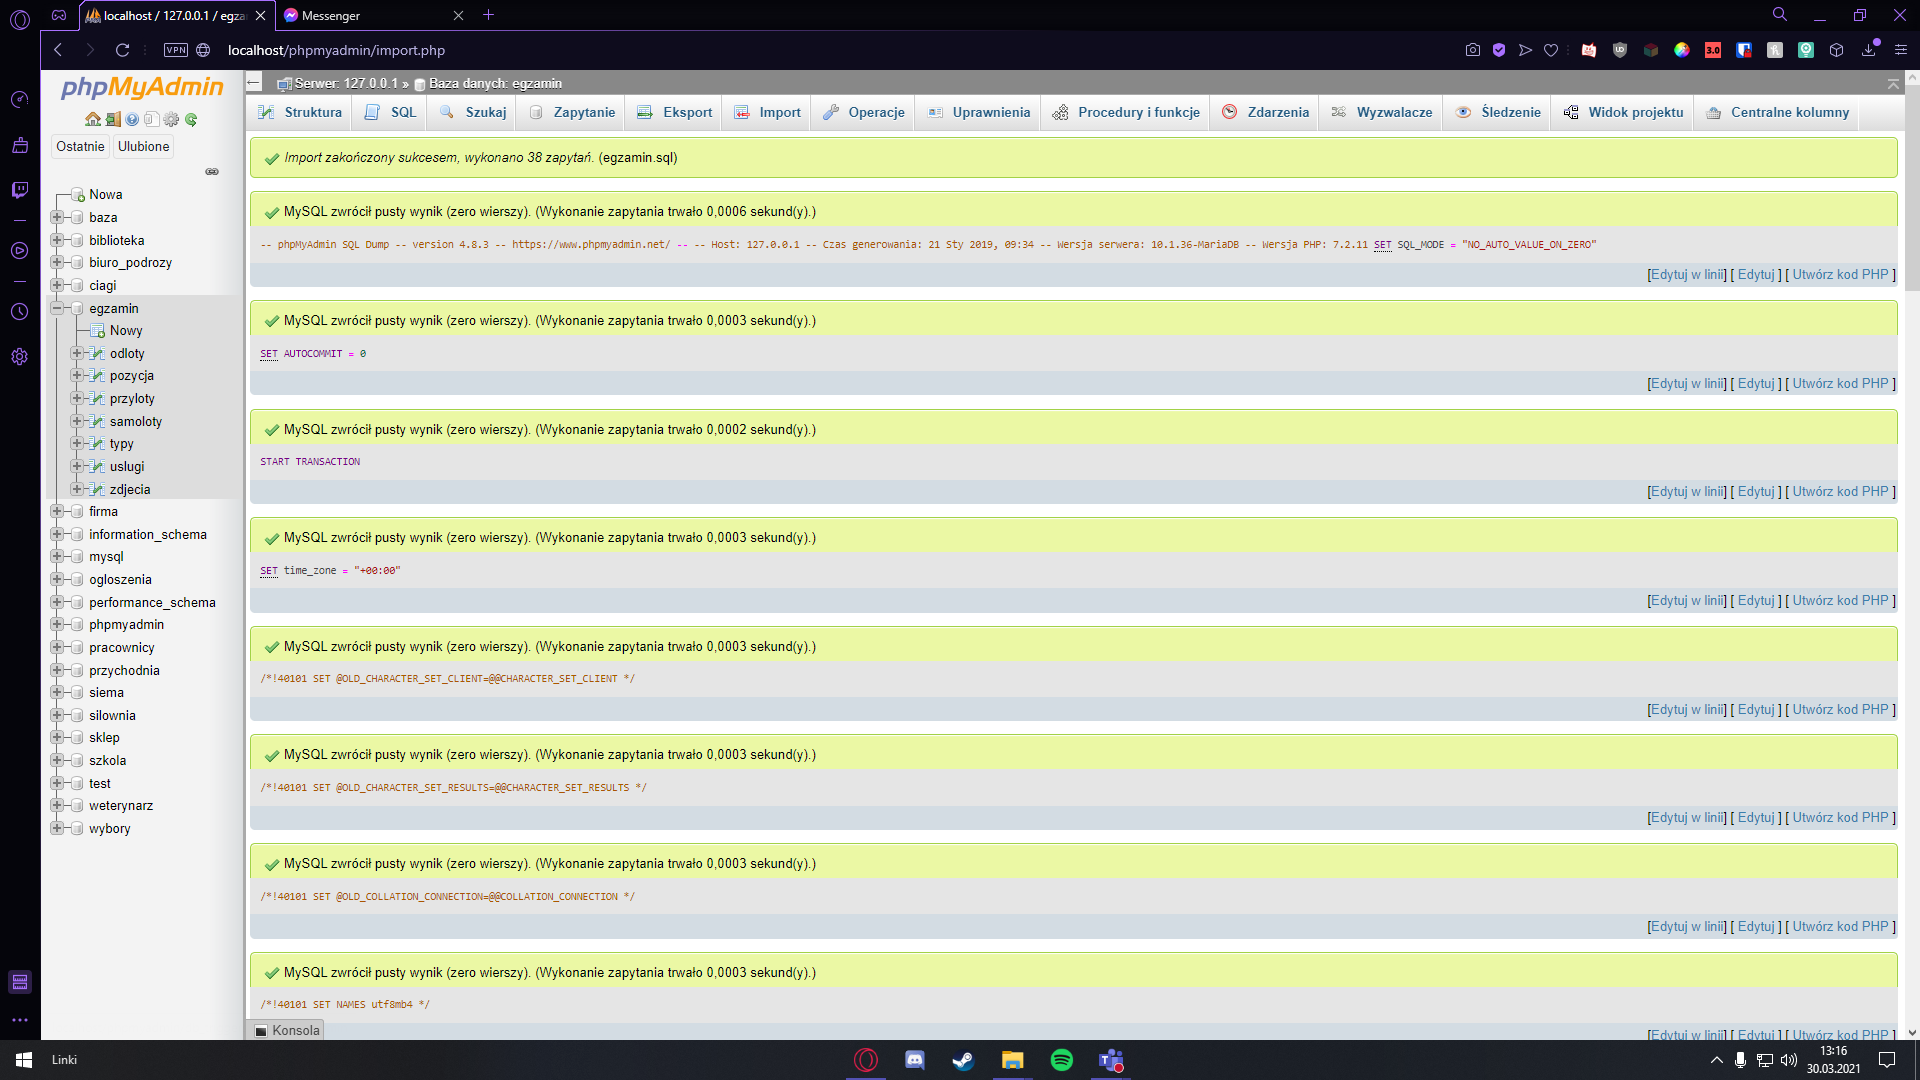 localhost / 127.0.0.1 / egza
Messenger
VPN
localhost/phpmyadmin/import.php
3.0
phpMyAdmin
Ostatnie
Ulubione
Nowa
baza
biblioteka
biuro_podrozy
ciagi
egzamin
Nowy
odloty
pozycja
przyloty
samoloty
typy
uslugi
zdjecia
firma
information_schema
mysql
ogloszenia
performance_schema
phpmyadmin
pracownicy
przychodnia
siema
silownia
sklep
szkola
test
weterynarz
wybory
Serwer: 127.0.0.1 » Baza danych: egzamin
Struktura SQL Szukaj Zapytanie Eksport Import Operacje Uprawnienia Procedury i funkcje Zdarzenia Wyzwalacze Śledzenie Widok projektu Centralne kolumny
Import zakończony sukcesem, wykonano 38 zapytań. (egzamin.sql)
MySQL zwrócił pusty wynik (zero wierszy). (Wykonanie zapytania trwało 0,0006 sekund(y).)
-- phpMyAdmin SQL Dump -- version 4.8.3 -- https://www.phpmyadmin.net/ -- -- Host: 127.0.0.1 -- Czas generowania: 21 Sty 2019, 09:34 -- Wersja serwera: 10.1.36-MariaDB -- Wersja PHP: 7.2.11 SET SQL_MODE = "NO_AUTO_VALUE_ON_ZERO"
[Edytuj w linii] [ Edytuj ] [ Utwórz kod PHP ]
MySQL zwrócił pusty wynik (zero wierszy). (Wykonanie zapytania trwało 0,0003 sekund(y).)
SET AUTOCOMMIT = 0
[Edytuj w linii] [ Edytuj ] [ Utwórz kod PHP ]
MySQL zwrócił pusty wynik (zero wierszy). (Wykonanie zapytania trwało 0,0002 sekund(y).)
START TRANSACTION
[Edytuj w linii] [ Edytuj ] [ Utwórz kod PHP ]
MySQL zwrócił pusty wynik (zero wierszy). (Wykonanie zapytania trwało 0,0003 sekund(y).)
SET time_zone = "+00:00"
[Edytuj w linii] [ Edytuj ] [ Utwórz kod PHP ]
MySQL zwrócił pusty wynik (zero wierszy). (Wykonanie zapytania trwało 0,0003 sekund(y).)
/*!40101 SET @OLD_CHARACTER_SET_CLIENT=@@CHARACTER_SET_CLIENT */
[Edytuj w linii] [ Edytuj ] [ Utwórz kod PHP ]
MySQL zwrócił pusty wynik (zero wierszy). (Wykonanie zapytania trwało 0,0003 sekund(y).)
/*!40101 SET @OLD_CHARACTER_SET_RESULTS=@@CHARACTER_SET_RESULTS */
[Edytuj w linii] [ Edytuj ] [ Utwórz kod PHP ]
MySQL zwrócił pusty wynik (zero wierszy). (Wykonanie zapytania trwało 0,0003 sekund(y).)
/*!40101 SET @OLD_COLLATION_CONNECTION=@@COLLATION_CONNECTION */
[Edytuj w linii] [ Edytuj ] [ Utwórz kod PHP ]
MySQL zwrócił pusty wynik (zero wierszy). (Wykonanie zapytania trwało 0,0003 sekund(y).)
/*!40101 SET NAMES utf8mb4 */
[Edytuj w linii] [ Edytuj ] [ Utwórz kod PHP ]
Konsola
Linki
13:16
30.03.2021